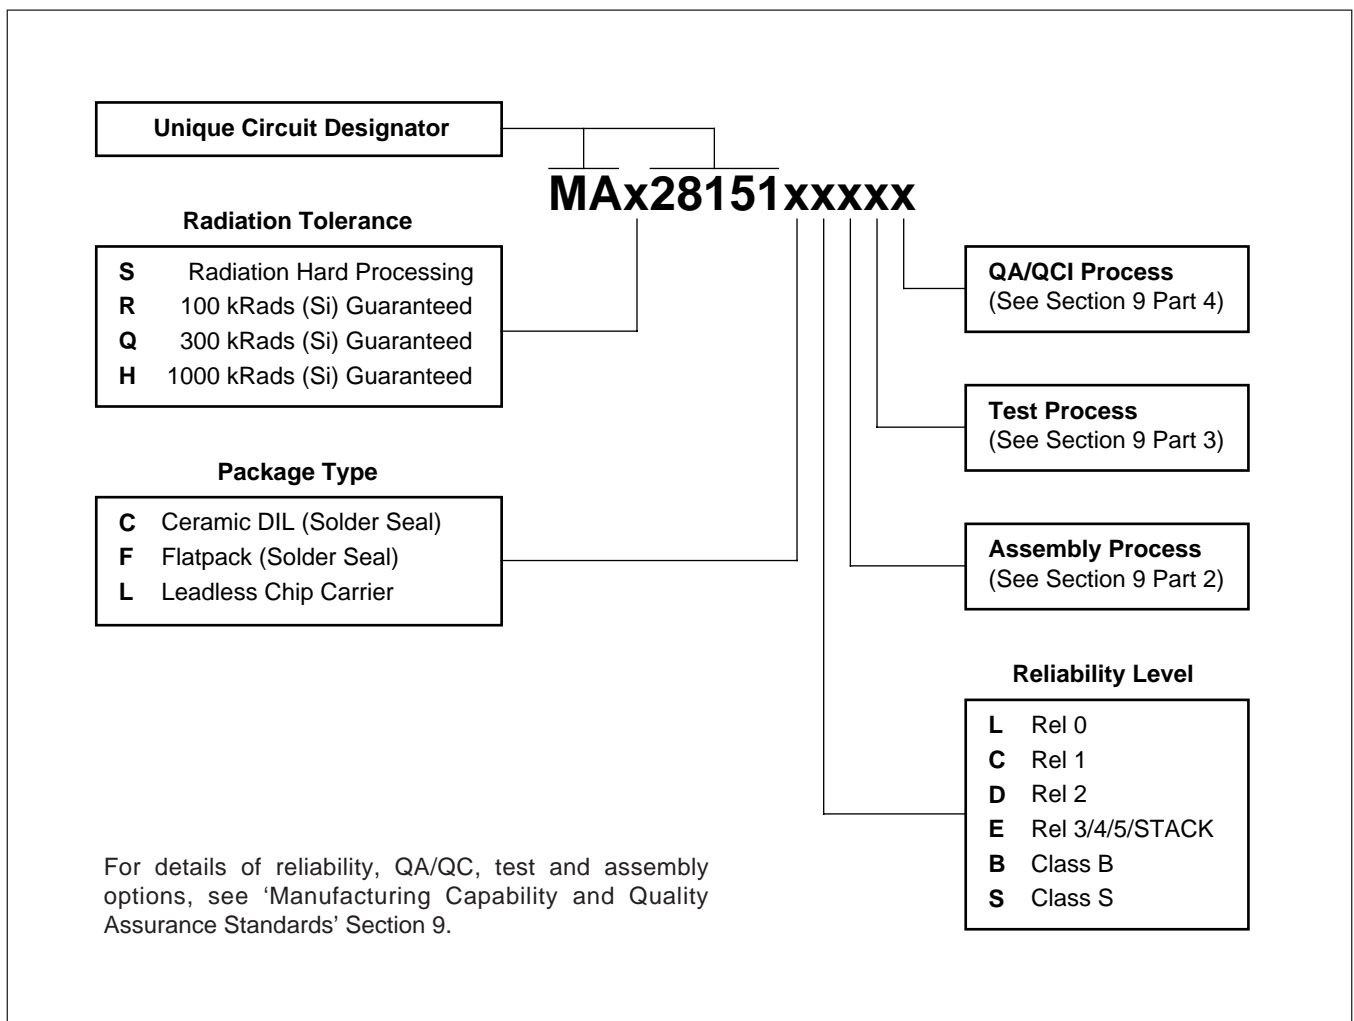 Unique Circuit Designator
MAx28151xxxxx
Radiation Tolerance
S Radiation Hard Processing
R 100 kRads (Si) Guaranteed
Q 300 kRads (Si) Guaranteed
H 1000 kRads (Si) Guaranteed
Package Type
C Ceramic DIL (Solder Seal)
F Flatpack (Solder Seal)
L Leadless Chip Carrier
QA/QCI Process
(See Section 9 Part 4)
Test Process
(See Section 9 Part 3)
Assembly Process
(See Section 9 Part 2)
Reliability Level
L Rel 0
C Rel 1
D Rel 2
E Rel 3/4/5/STACK
B Class B
S Class S
For details of reliability, QA/QC, test and assembly
options, see ‘Manufacturing Capability and Quality
Assurance Standards’ Section 9.